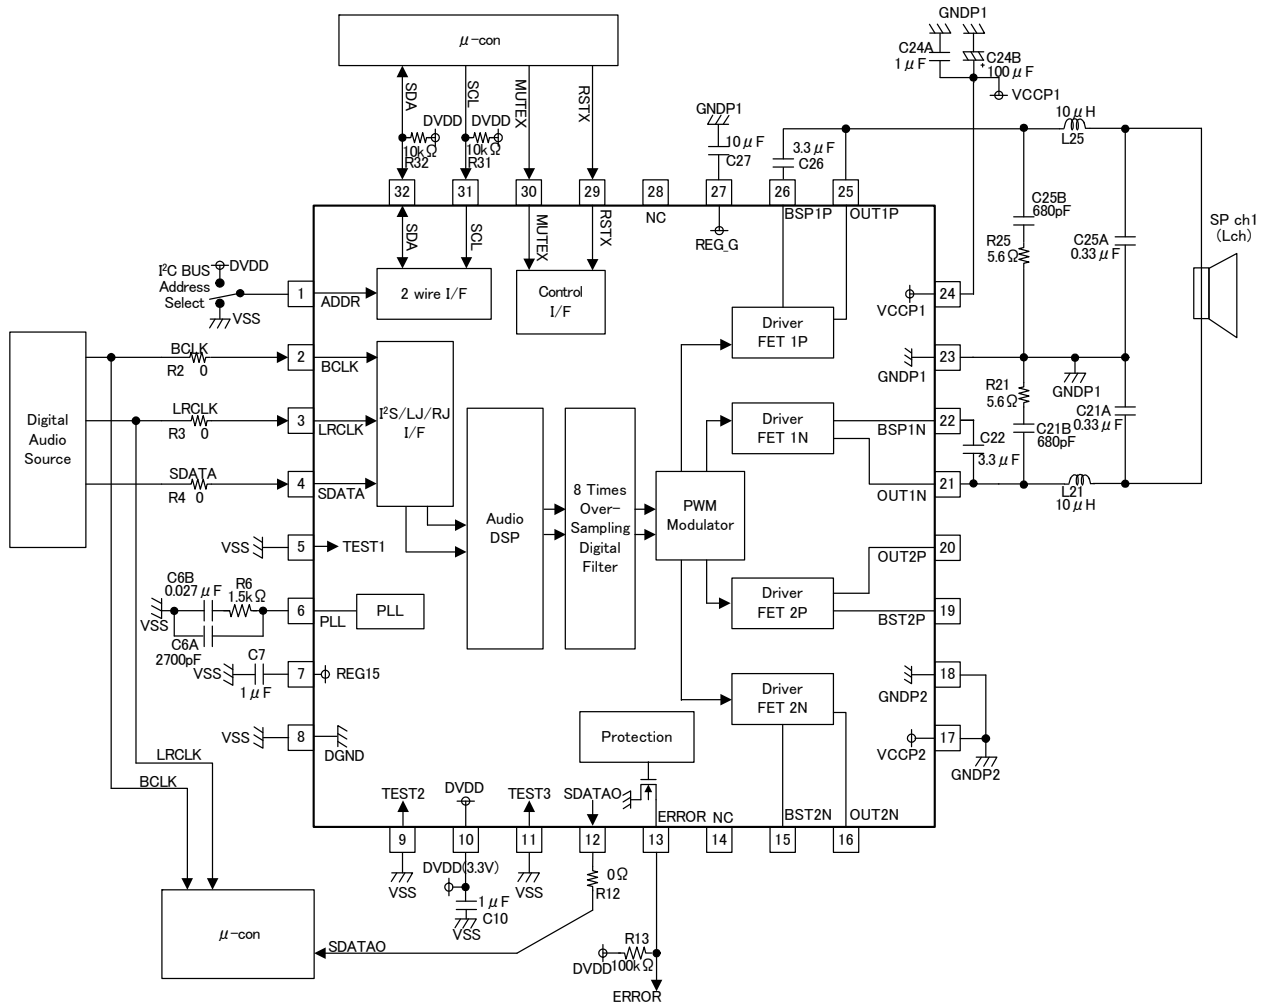 GNDP1
μ-con
C24A
1μF
C24B
+
100μF
VCCP1
SDA
SCL
MUTEX
RSTX
DVDD
DVDD
10kΩ
R32
10kΩ
R31
GNDP1
10μF
C27
3.3μF
C26
10μH
L25
32
31
30
29
28
27
26
25
NC
REG_G
BSP1P
OUT1P
SDA
SCL
MUTEX
RSTX
C25B
680pF
R25
5.6Ω
C25A
0.33μF
SP ch1
(Lch)
I²C BUS
Address
Select
DVDD
VSS
1
ADDR
2 wire I/F
Control
I/F
24
VCCP1
Driver
FET 1P
Digital
Audio
Source
BCLK
R2 0
2
BCLK
LRCLK
R3 0
3
LRCLK
SDATA
R4 0
4
SDATA
I²S/LJ/RJ
I/F
Audio
DSP
8 Times
Over-
Sampling
Digital
Filter
PWM
Modulator
Driver
FET 1N
23
GNDP1
GNDP1
R21
5.6Ω
C21B
680pF
C21A
0.33μF
22
BSP1N
C22
3.3μF
21
OUT1N
L21
10μH
VSS
5
TEST1
20
OUT2P
C6B
0.027μF
R6
1.5kΩ
VSS
C6A
2700pF
6
PLL
PLL
Driver
FET 2P
19
BST2P
VSS
C7
1μF
7
REG15
Driver
FET 2N
18
GNDP2
VSS
8
DGND
Protection
17
VCCP2
GNDP2
LRCLK
BCLK
TEST2
DVDD
TEST3
SDATAO
ERROR
NC
BST2N
OUT2N
9
10
11
12
13
14
15
16
VSS
DVDD(3.3V)
1μF
C10
VSS
VSS
0Ω
R12
μ-con
SDATAO
R13
DVDD
100kΩ
ERROR